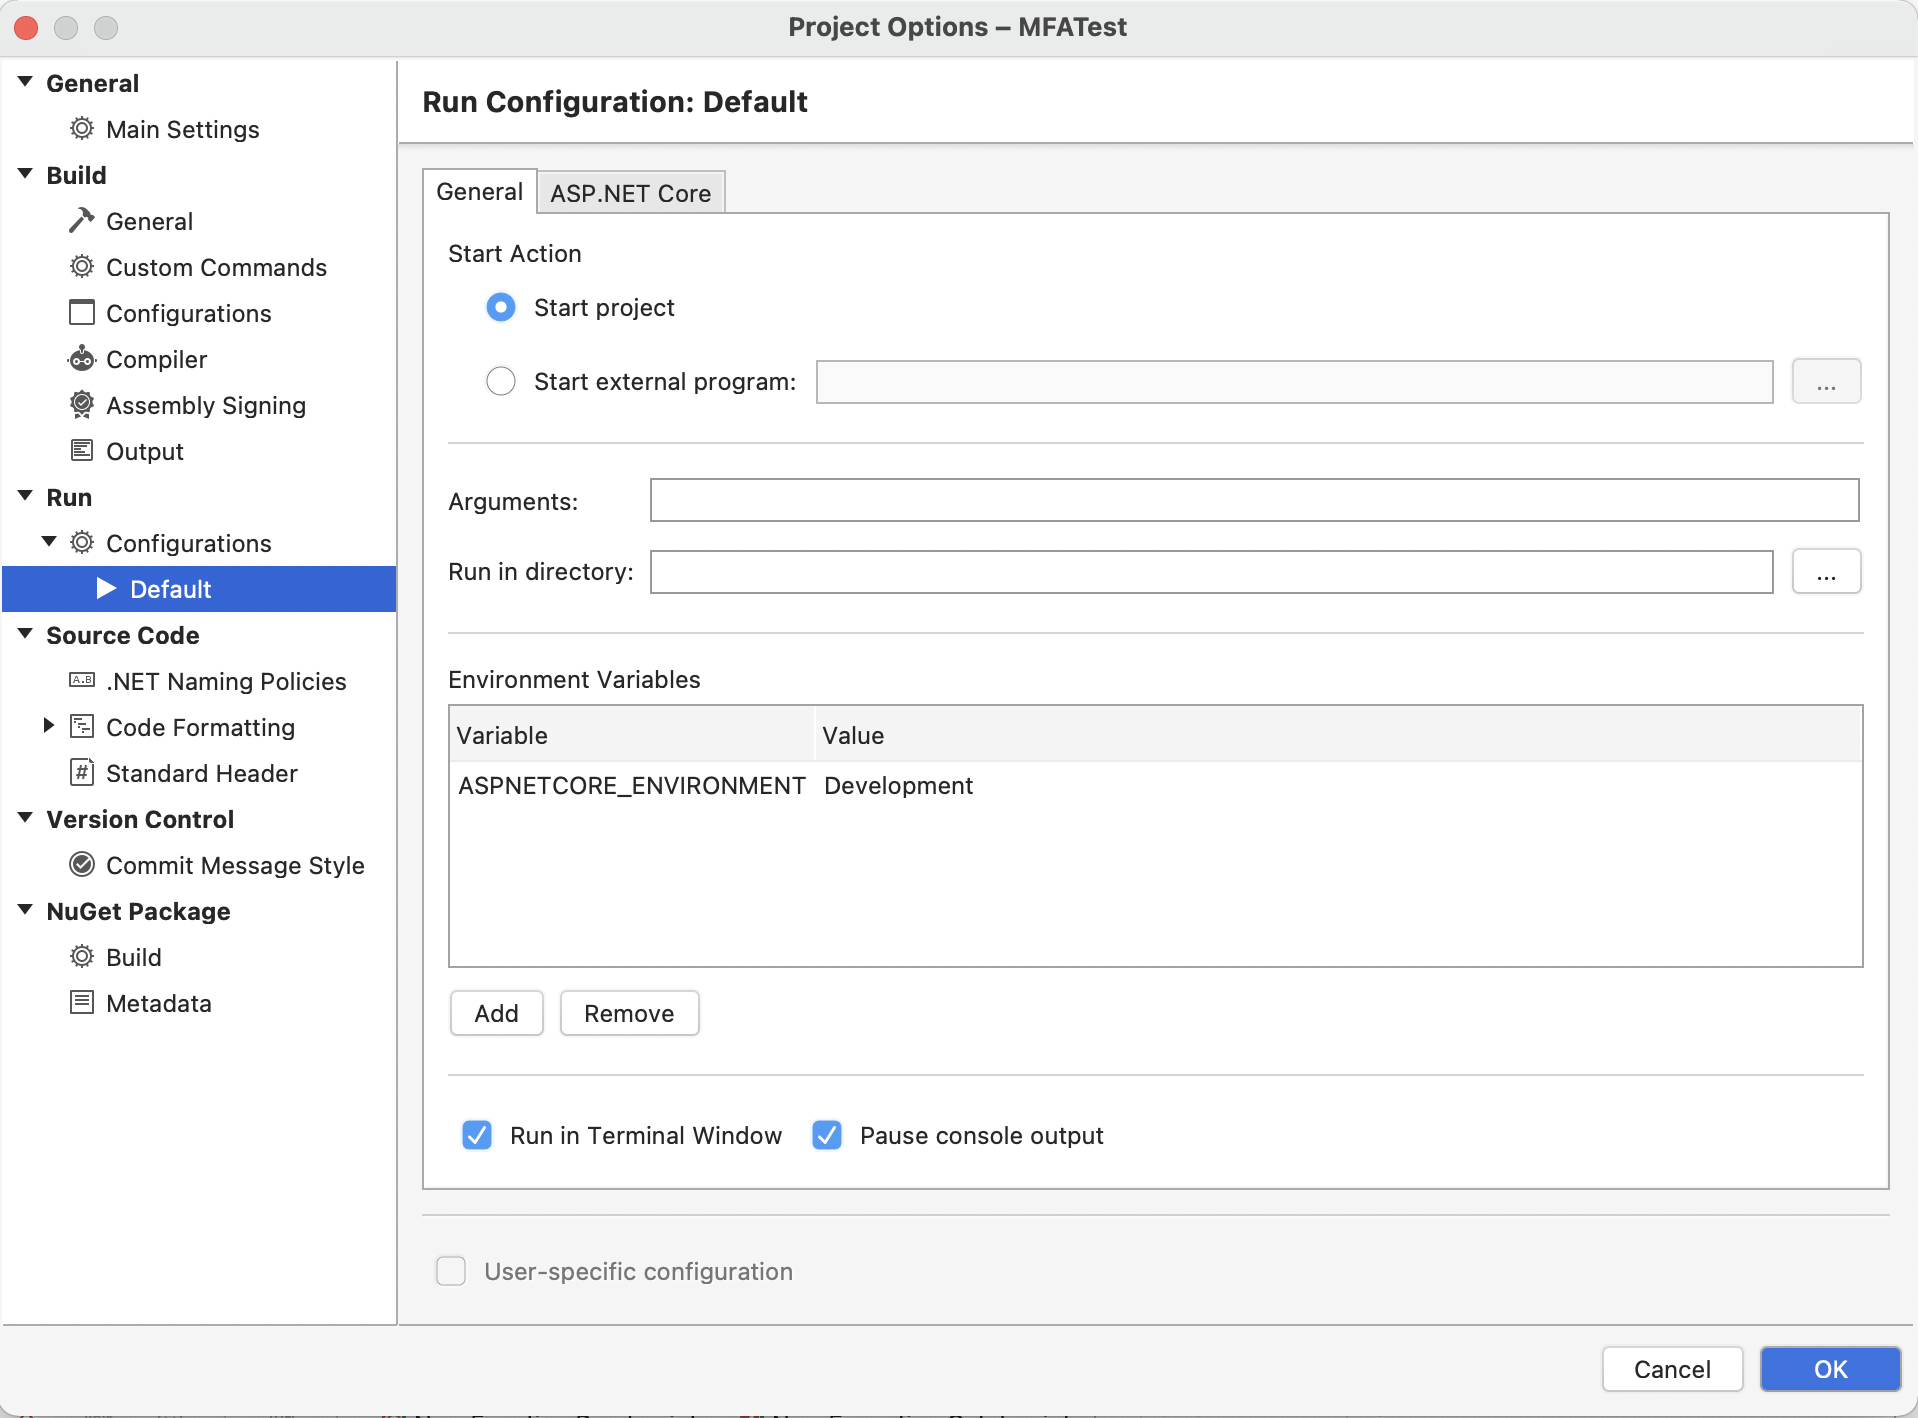 Project Options – MFATest
General
Main Settings
Build
General
Custom Commands
Configurations
Compiler
Assembly Signing
Output
Run
Configurations
Default
Source Code
.NET Naming Policies
Code Formatting
Standard Header
Version Control
Commit Message Style
NuGet Package
Build
Metadata
Run Configuration: Default
General
ASP.NET Core
Start Action
Start project
Start external program:
...
Arguments:
Run in directory:
...
Environment Variables
Variable Value
ASPNETCORE_ENVIRONMENT Development
Add Remove
Run in Terminal Window Pause console output
User-specific configuration
Cancel OK